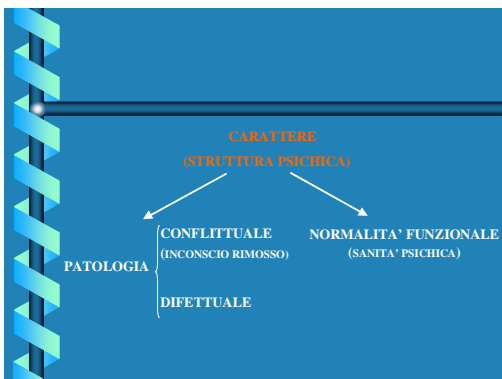 CARATTERE
(STRUTTURA PSICHICA)
CONFLITTUALE
(INCONSCIO RIMOSSO)
PATOLOGIA
DIFETTUALE
NORMALITA' FUNZIONALE
(SANITA' PSICHICA)